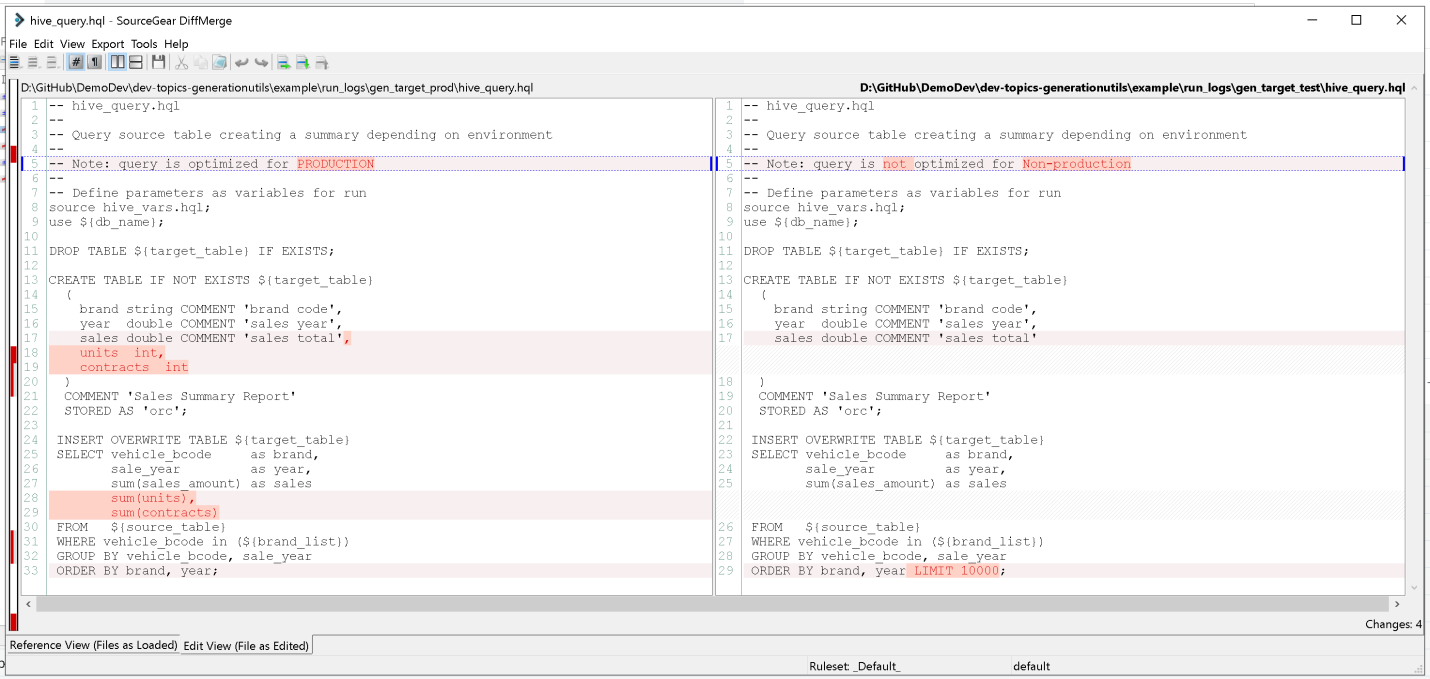 hive_query.hql - SourceGear DiffMerge
File Edit View Export Tools Help
D:\GitHub\DemoDev\dev-topics-generationutils\example\run_logs\gen_target_prod\hive_query.hql
1 -- hive_query.hql
2 --
3 -- Query source table creating a summary depending on environment
4 --
5 -- Note: query is optimized for PRODUCTION
6 --
7 -- Define parameters as variables for run
8 source hive_vars.hql;
9 use ${db_name};
10
11 DROP TABLE ${target_table} IF EXISTS;
12
13 CREATE TABLE IF NOT EXISTS ${target_table}
14 (
15 brand string COMMENT 'brand code',
16 year double COMMENT 'sales year',
17 sales double COMMENT 'sales total',
18 units int,
19 contracts int
20 )
21 COMMENT 'Sales Summary Report'
22 STORED AS 'orc';
23
24 INSERT OVERWRITE TABLE ${target_table}
25 SELECT vehicle_bcode as brand,
26 sale_year as year,
27 sum(sales_amount) as sales
28 sum(units),
29 sum(contracts)
30 FROM ${source_table}
31 WHERE vehicle_bcode in (${brand_list})
32 GROUP BY vehicle_bcode, sale_year
33 ORDER BY brand, year;
D:\GitHub\DemoDev\dev-topics-generationutils\example\run_logs\gen_target_test\hive_query.hql
1 -- hive_query.hql
2 --
3 -- Query source table creating a summary depending on environment
4 --
5 -- Note: query is not optimized for Non-production
6 --
7 -- Define parameters as variables for run
8 source hive_vars.hql;
9 use ${db_name};
10
11 DROP TABLE ${target_table} IF EXISTS;
12
13 CREATE TABLE IF NOT EXISTS ${target_table}
14 (
15 brand string COMMENT 'brand code',
16 year double COMMENT 'sales year',
17 sales double COMMENT 'sales total'
18 )
19 COMMENT 'Sales Summary Report'
20 STORED AS 'orc';
21
22 INSERT OVERWRITE TABLE ${target_table}
23 SELECT vehicle_bcode as brand,
24 sale_year as year,
25 sum(sales_amount) as sales
26 FROM ${source_table}
27 WHERE vehicle_bcode in (${brand_list})
28 GROUP BY vehicle_bcode, sale_year
29 ORDER BY brand, year LIMIT 10000;
Changes: 4
Reference View (Files as Loaded) Edit View (File as Edited)
Ruleset: _Default_ default